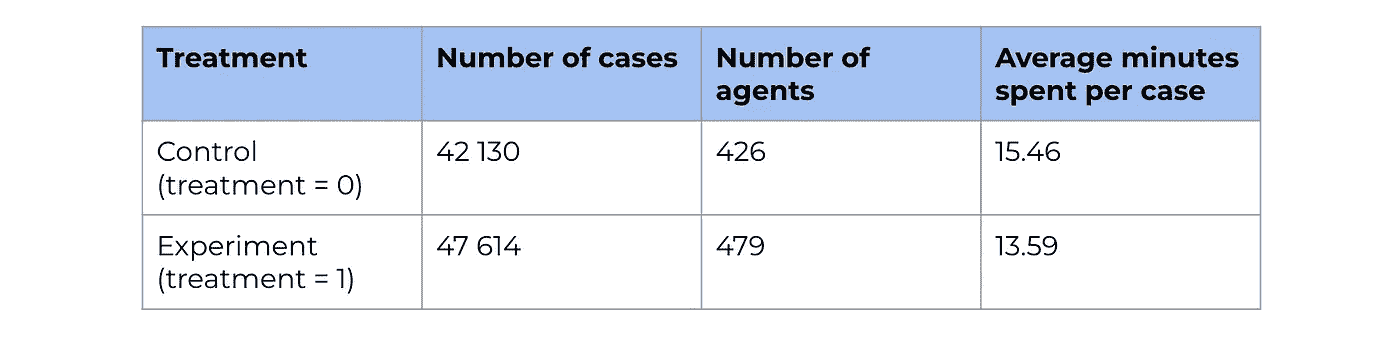 Treatment
Number of cases
Number of
agents
Average minutes
spent per case
Control
(treatment = 0)
42 130
426
15.46
Experiment
(treatment = 1)
47 614
479
13.59